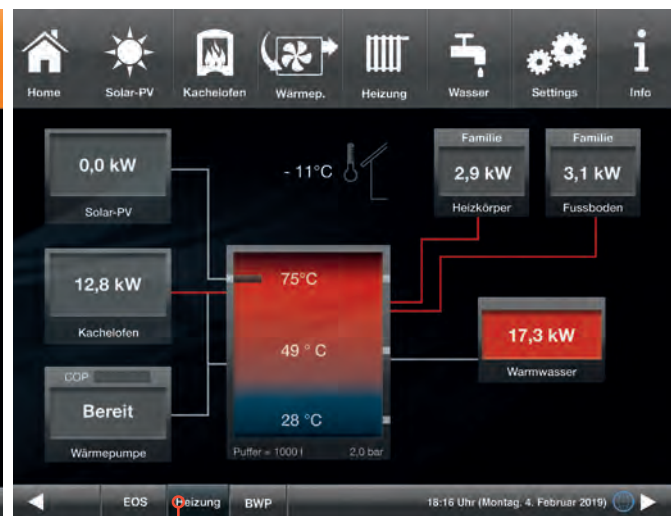 Home Solar-PV Kachelofen Wärmep. Heizung Wasser Settings Info
0,0 kW
Solar-PV
- 11°C
Familie
2,9 kW
Heizkörper
Familie
3,1 kW
Fussboden
12,8 kW
Kachelofen
75°C
49 ° C
28 °C
Puffer = 1000 l 2,0 bar
17,3 kW
Warmwasser
COP
Bereit
Wärmepumpe
EOS Heizung BWP 18:16 Uhr (Montag, 4. Februar 2019)